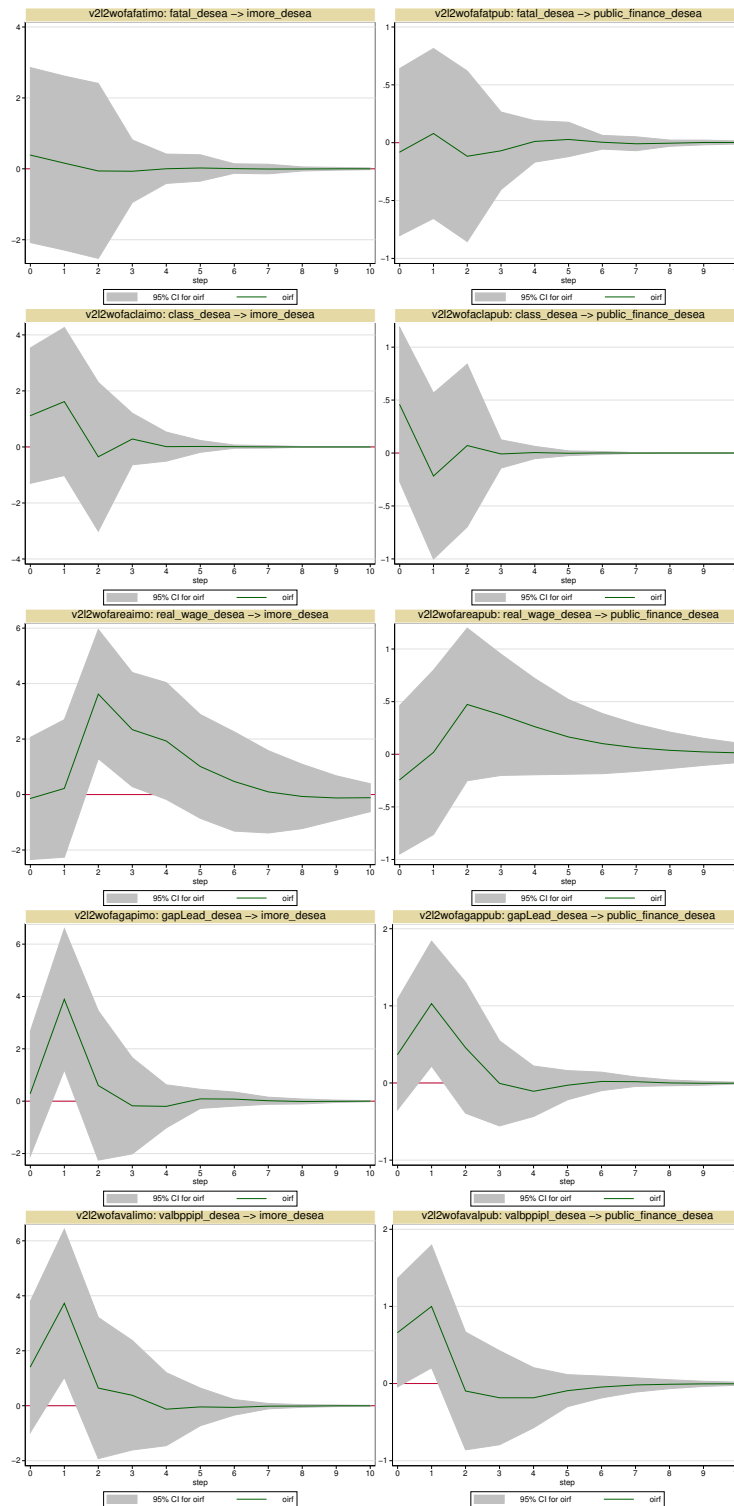 v2l2wofafatimo: fatal_desea −> imore_desea
4
2
0
−2
0 1 2 3 4 5 6 7 8 9 10
step
95% CI for oirf oirf
v2l2wofafatpub: fatal_desea −> public_finance_desea
1
.5
0
−.5
−1
0 1 2 3 4 5 6 7 8 9 1
step
95% CI for oirf oirf
v2l2wofaclaimo: class_desea −> imore_desea
4
2
0
−2
−4
0 1 2 3 4 5 6 7 8 9 10
step
95% CI for oirf oirf
v2l2wofaclapub: class_desea −> public_finance_desea
1
.5
0
−.5
−1
0 1 2 3 4 5 6 7 8 9
step
95% CI for oirf oirf
v2l2wofareaimo: real_wage_desea −> imore_desea
6
4
2
0
−2
0 1 2 3 4 5 6 7 8 9 10
step
95% CI for oirf oirf
v2l2wofareapub: real_wage_desea −> public_finance_desea
1
.5
0
−.5
−1
0 1 2 3 4 5 6 7 8 9
step
95% CI for oirf oirf
v2l2wofagapimo: gapLead_desea −> imore_desea
6
4
2
0
−2
0 1 2 3 4 5 6 7 8 9 10
step
95% CI for oirf oirf
v2l2wofagappub: gapLead_desea −> public_finance_desea
2
1
0
−1
0 1 2 3 4 5 6 7 8 9
step
95% CI for oirf oirf
v2l2wofavalimo: valbppipl_desea −> imore_desea
6
4
2
0
−2
0 1 2 3 4 5 6 7 8 9 10
step
95% CI for oirf oirf
v2l2wofavalpub: valbppipl_desea −> public_finance_desea
2
1
0
−1
0 1 2 3 4 5 6 7 8 9
step
95% CI for oirf oirf